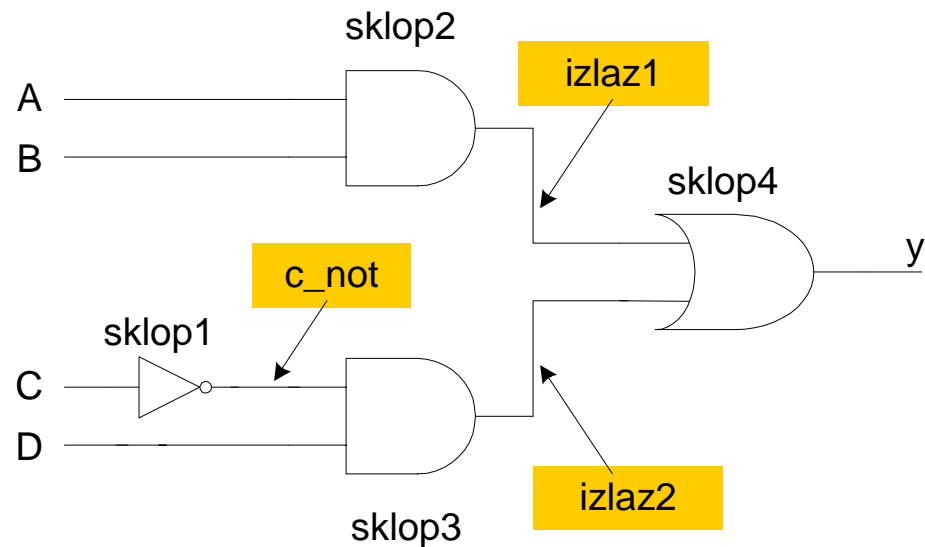 sklop2
izlaz1
A
B
sklop4
y
c_not
sklop1
C
D
izlaz2
sklop3